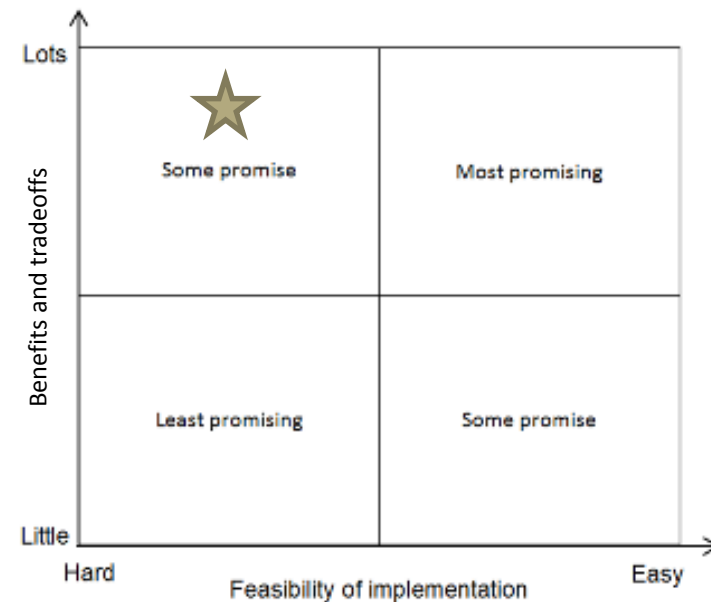 Lots
Some promise
Most promising
Benefits and tradeoffs
Least promising
Some promise
Little
Hard
Feasibility of implementation
Easy